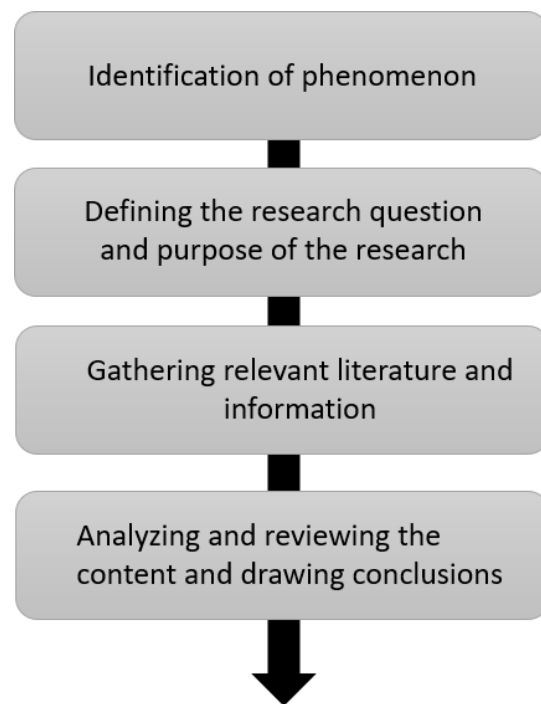 Identification of phenomenon
Defining the research question
and purpose of the research
Gathering relevant literature and
information
Analyzing and reviewing the
content and drawing conclusions